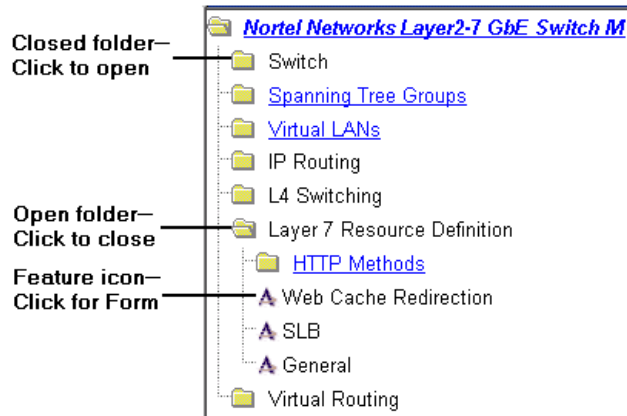 Nortel Networks Layer2-7 GbE Switch M
Closed folder–
Click to open
Switch
Spanning Tree Groups
Virtual LANs
IP Routing
L4 Switching
Open folder–
Click to close
Layer 7 Resource Definition
HTTP Methods
Feature icon–
Click for Form
Web Cache Redirection
SLB
General
Virtual Routing